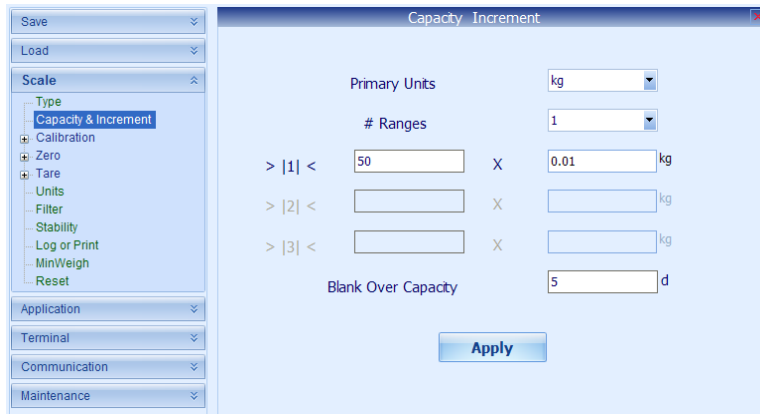 Save
Load
Scale
Type
Capacity & Increment
Calibration
Zero
Tare
Units
Filter
Stability
Log or Print
MinWeigh
Reset
Application
Terminal
Communication
Maintenance
Capacity Increment
Primary Units kg
# Ranges 1
> |1| < 50 X 0.01 kg
> |2| < X kg
> |3| < X kg
Blank Over Capacity 5 d
Apply